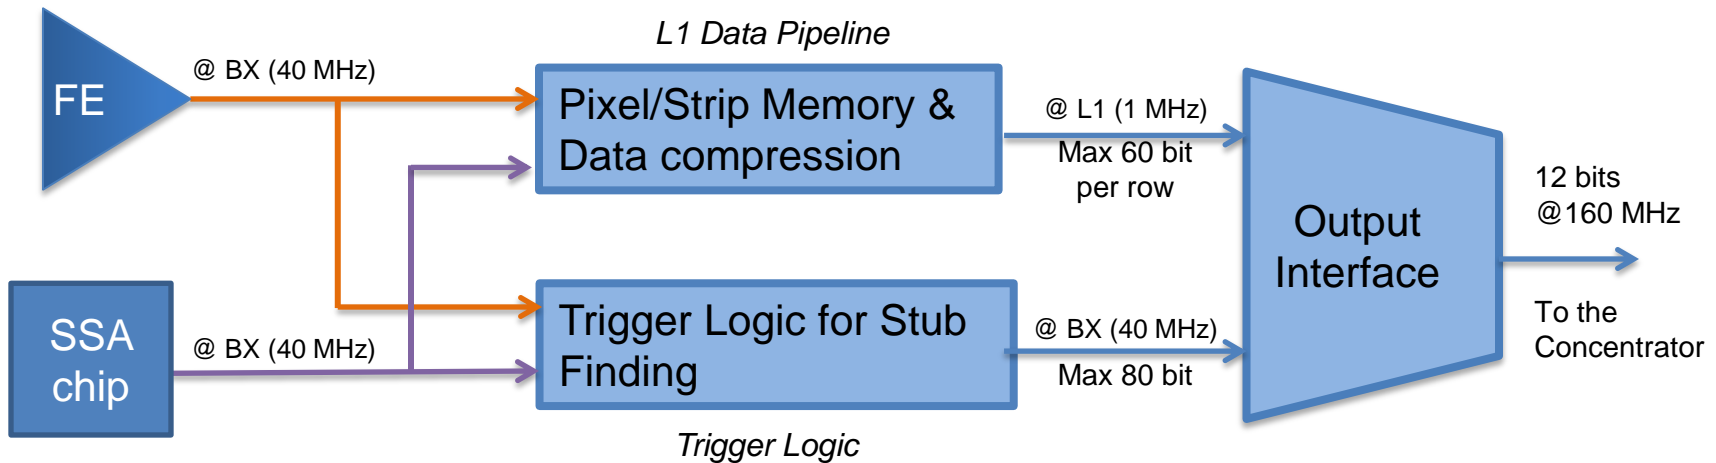 L1 Data Pipeline
FE
@ BX (40 MHz)
Pixel/Strip Memory &
Data compression
@ L1 (1 MHz)
Max 60 bit
per row
Output
Interface
12 bits
@160 MHz
To the
Concentrator
SSA
chip
@ BX (40 MHz)
Trigger Logic for Stub
Finding
@ BX (40 MHz)
Max 80 bit
Trigger Logic